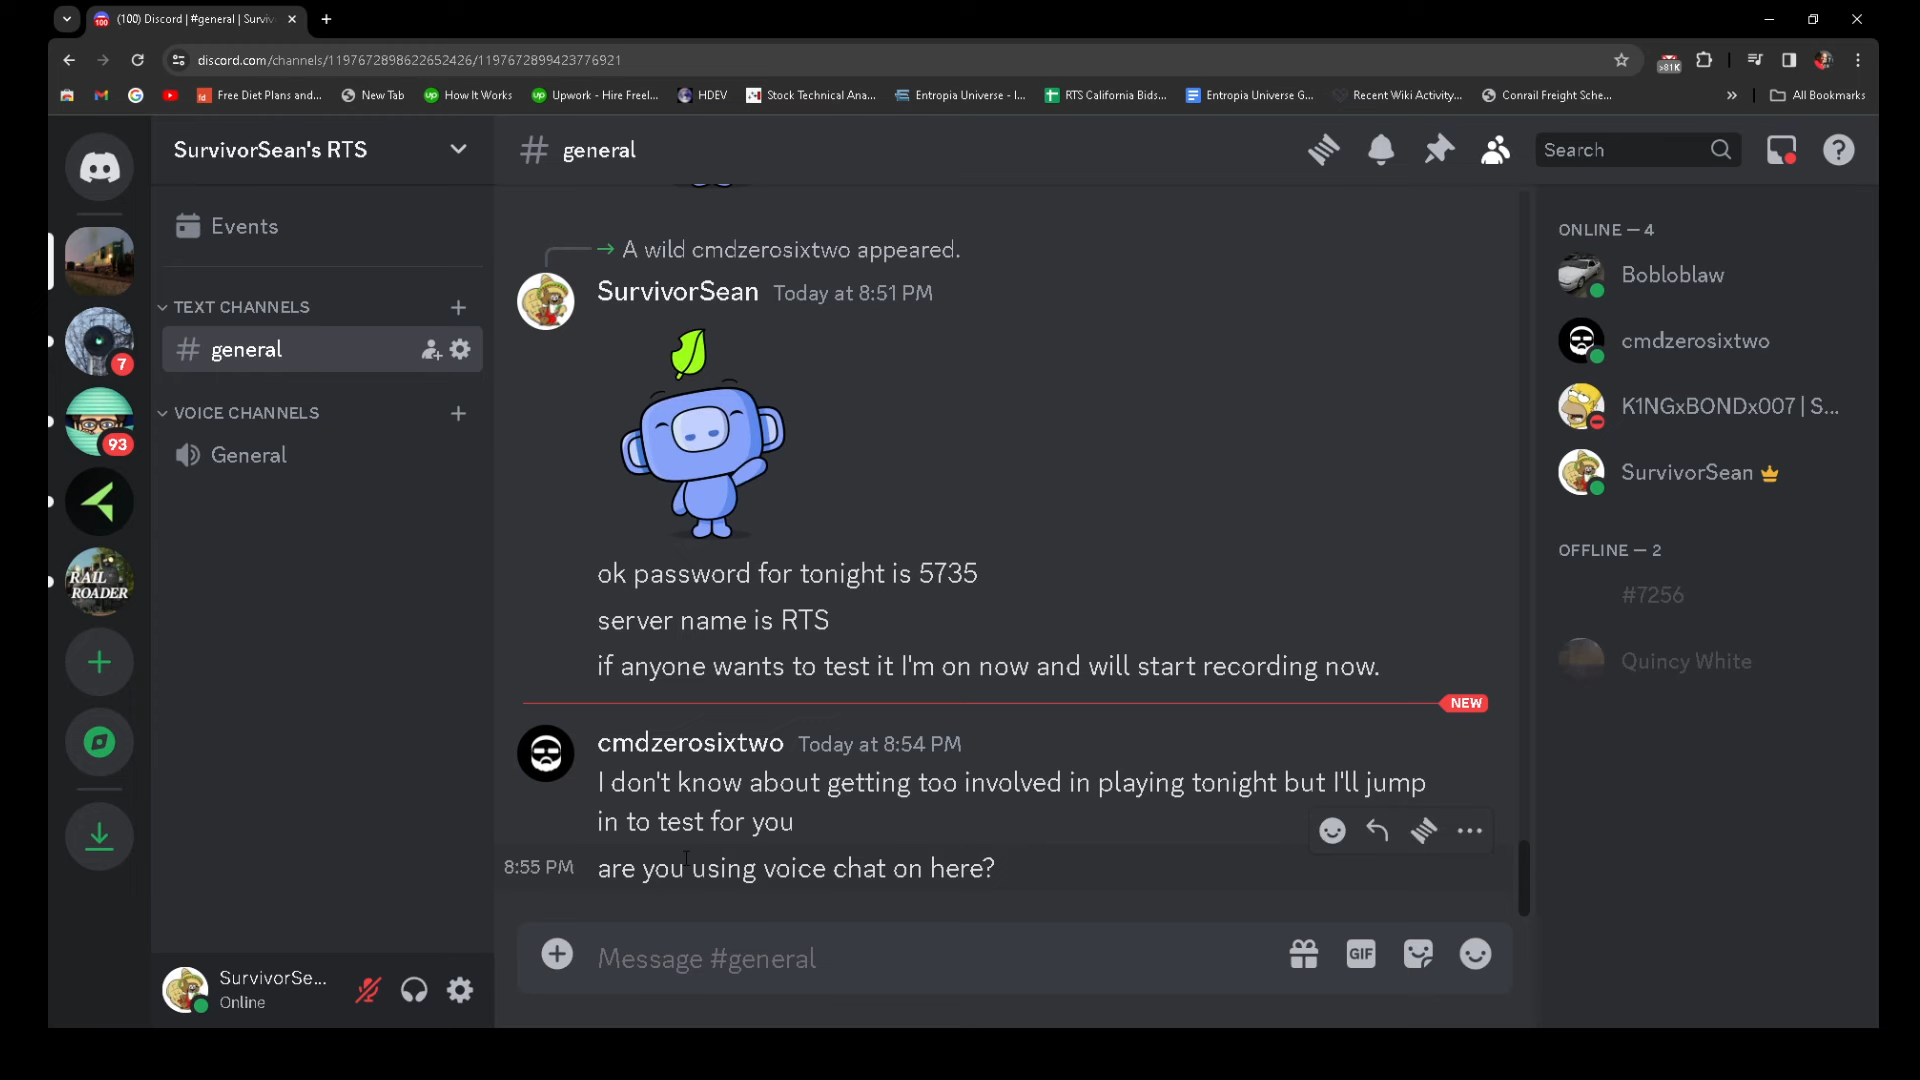 100
(100) Discord | #general | Surviv
discord.com/channels/1197672898622652426/1197672899423776921
>81K
Free Diet Plans and...
New Tab
How It Works
Upwork - Hire Freel...
HDEV
Stock Technical Ana...
Entropia Universe - I...
RTS California Bids...
Entropia Universe G...
Recent Wiki Activity...
Conrail Freight Sche...
»
All Bookmarks
SurvivorSean's RTS
# general
Search
Events
TEXT CHANNELS
# general
VOICE CHANNELS
General
7
93
RAIL
ROADER
A wild cmdzerosixtwo appeared.
SurvivorSean Today at 8:51 PM
ok password for tonight is 5735
server name is RTS
if anyone wants to test it I'm on now and will start recording now.
NEW
cmdzerosixtwo Today at 8:54 PM
I don't know about getting too involved in playing tonight but I'll jump
in to test for you
8:55 PM are you using voice chat on here?
Message #general
GIF
ONLINE — 4
Bobloblaw
cmdzerosixtwo
K1NGxBONDx007 | S...
SurvivorSean
OFFLINE — 2
#7256
Quincy White
SurvivorSe...
Online